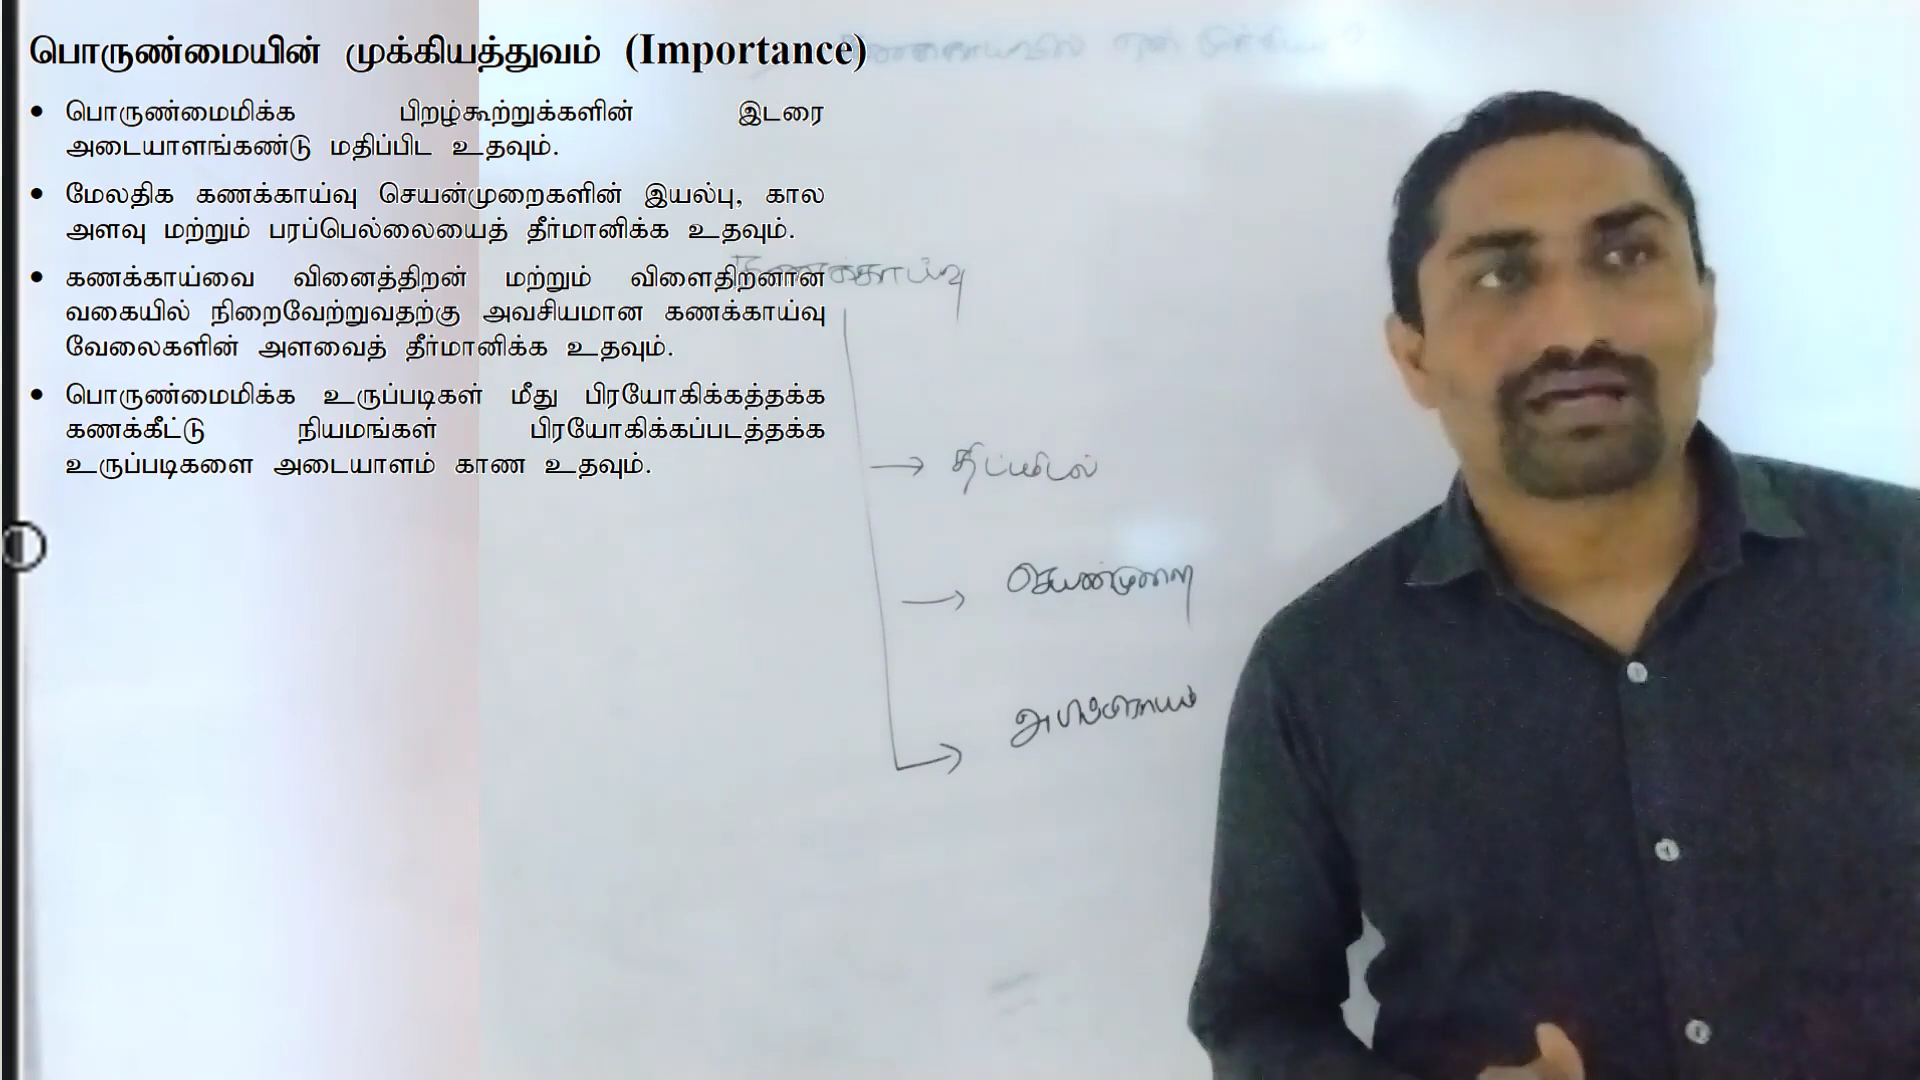 பொருண்மையின் முக்கியத்துவம் (Importance)
• பொருண்மைமிக்க பிறழ்கூற்றுக்களின் இடரை
அடையாளங்கண்டு மதிப்பிட உதவும்.
• மேலதிக கணக்காய்வு செயன்முறைகளின் இயல்பு, கால
அளவு மற்றும் பரப்பெல்லையைத் தீர்மானிக்க உதவும்.
• கணக்காய்வை வினைத்திறன் மற்றும் விளைதிறனான
வகையில் நிறைவேற்றுவதற்கு அவசியமான கணக்காய்வு
வேலைகளின் அளவைத் தீர்மானிக்க உதவும்.
• பொருண்மைமிக்க உருப்படிகள் மீது பிரயோகிக்கத்தக்க
கணக்கீட்டு நியமங்கள் பிரயோகிக்கப்படத்தக்க
உருப்படிகளை அடையாளம் காண உதவும்.
கணக்காய்வு
→ திட்டமிடல்
→ செயன்முறை
→ அபிப்பிராயம்